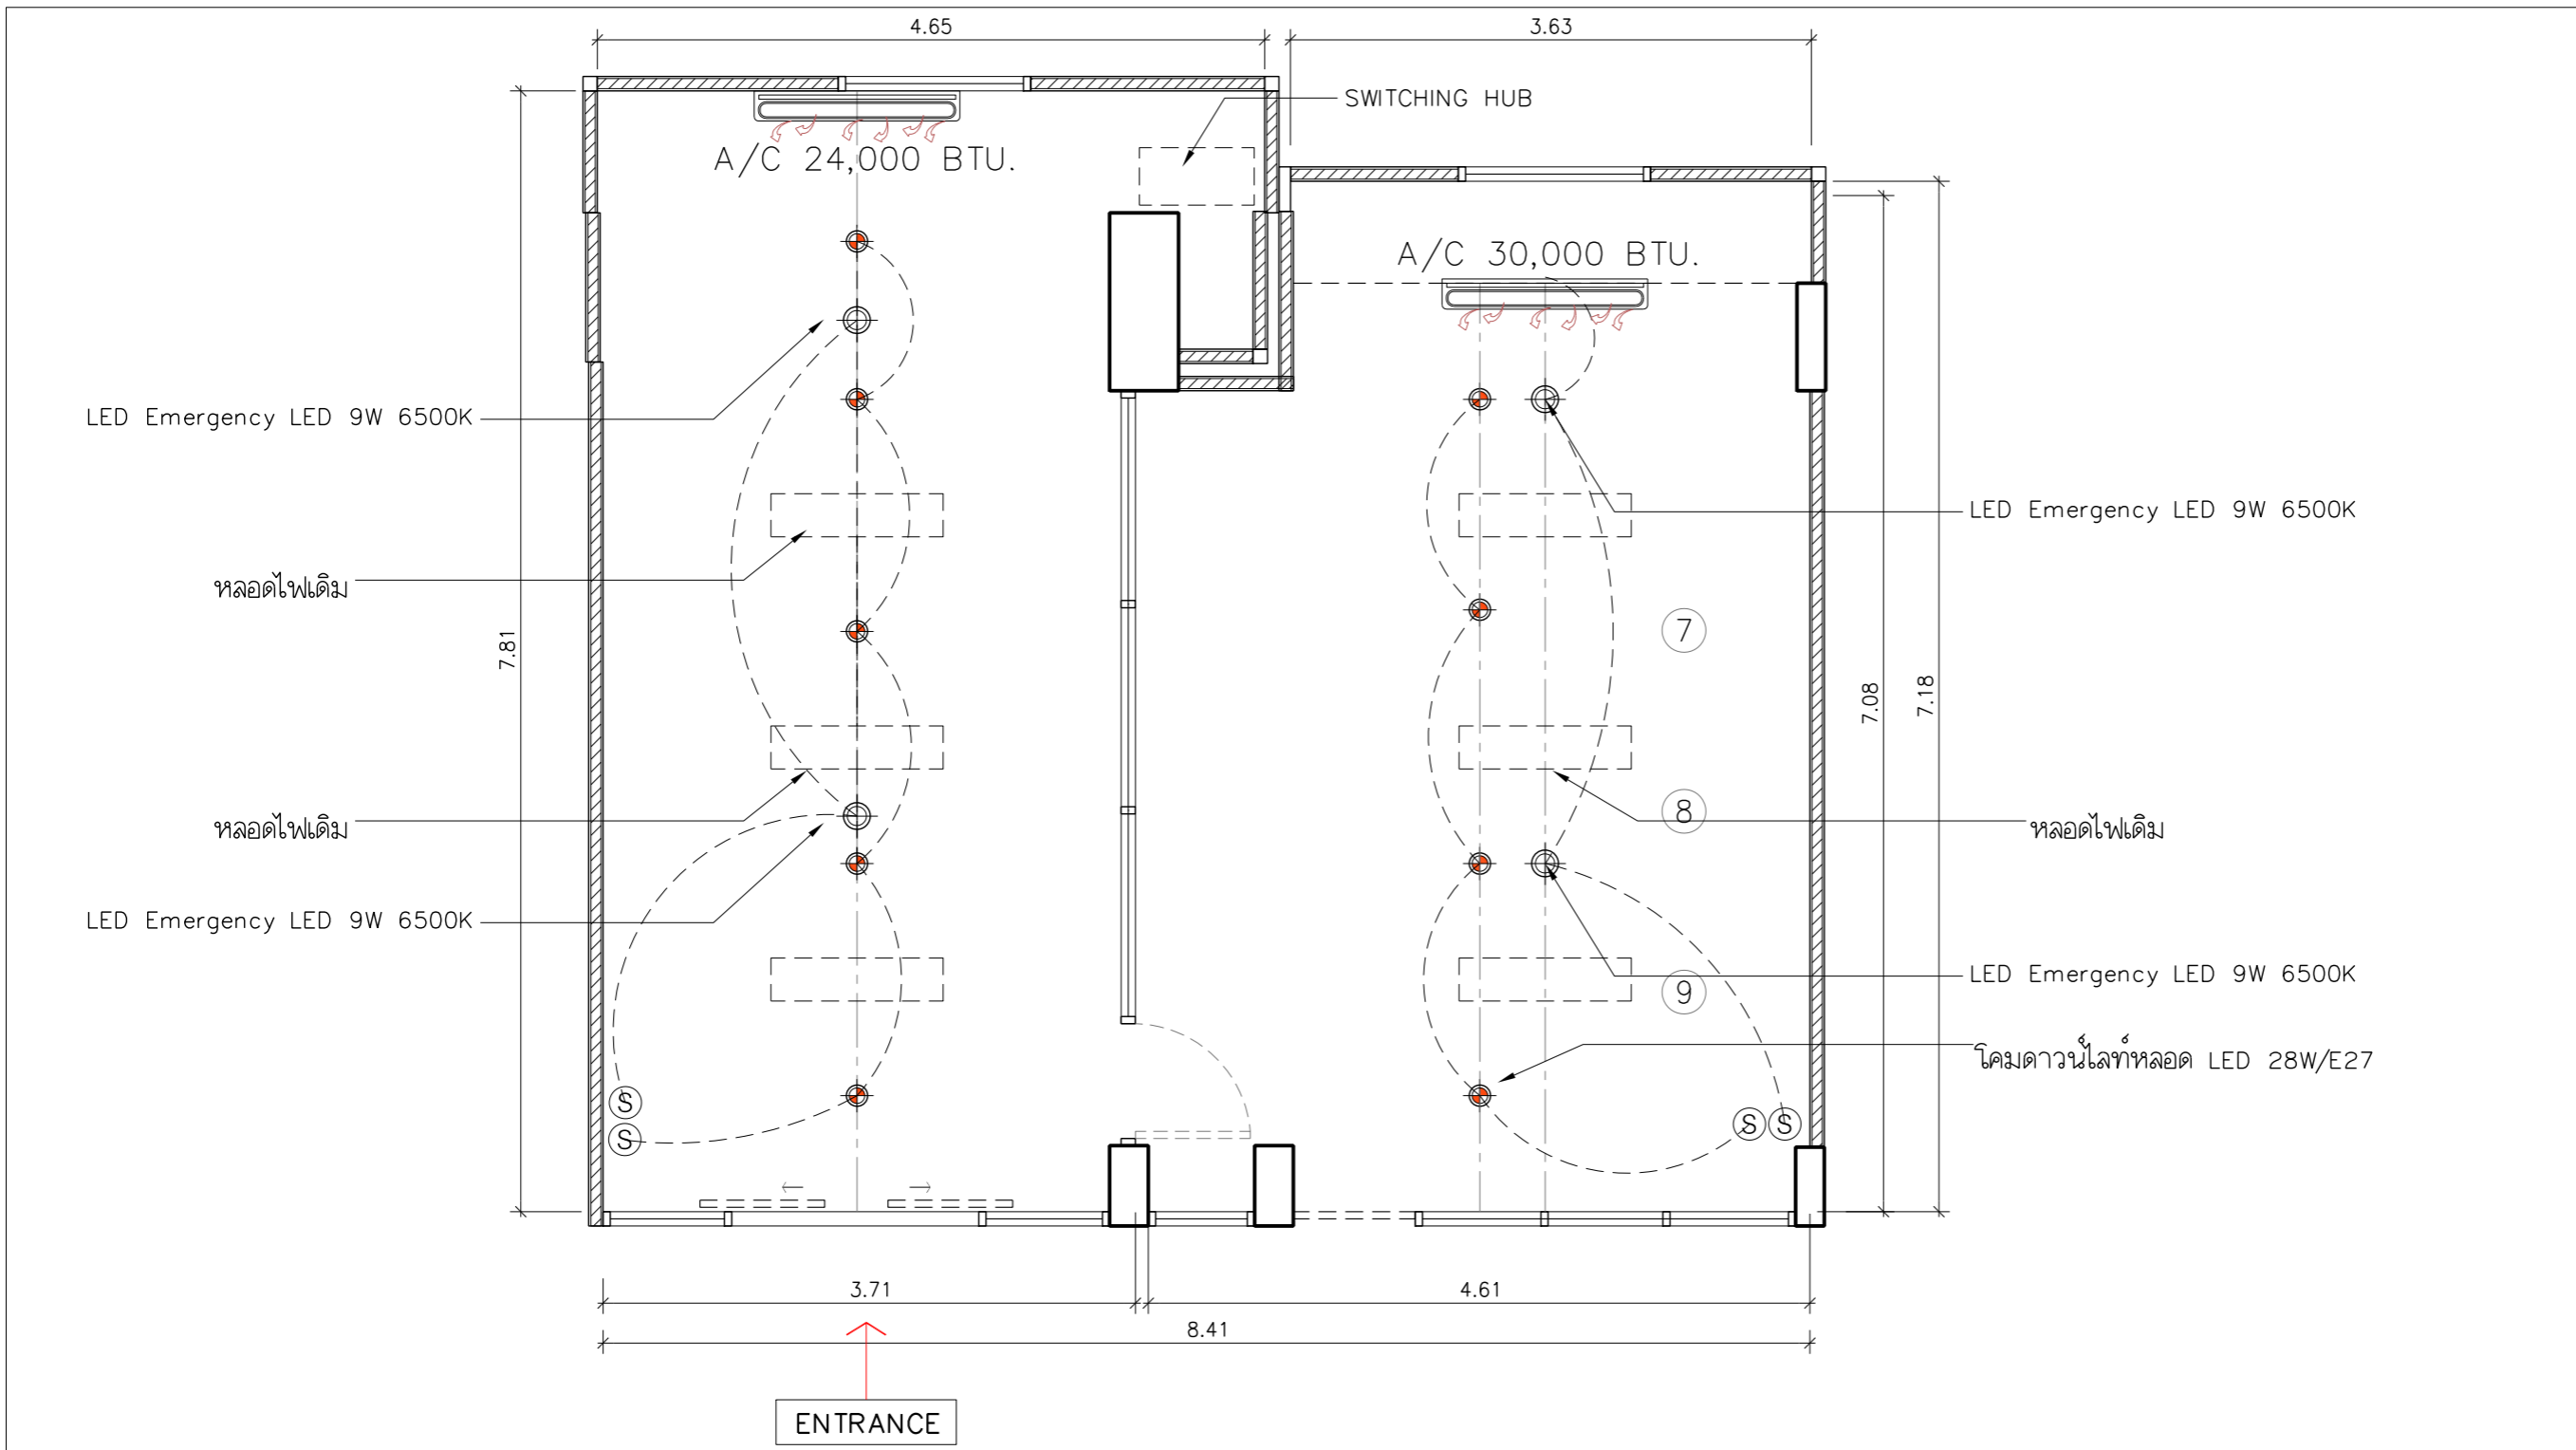 4.65
3.63
SWITCHING HUB
A/C 24,000 BTU.
A/C 30,000 BTU.
LED Emergency LED 9W 6500K
LED Emergency LED 9W 6500K
หลอดไฟเดิม
7
7.81
7.08
7.18
8
หลอดไฟเดิม
หลอดไฟเดิม
LED Emergency LED 9W 6500K
LED Emergency LED 9W 6500K
9
โคมดาวน์ไลท์หลอด LED 28W/E27
S
S
S S
3.71
4.61
8.41
ENTRANCE